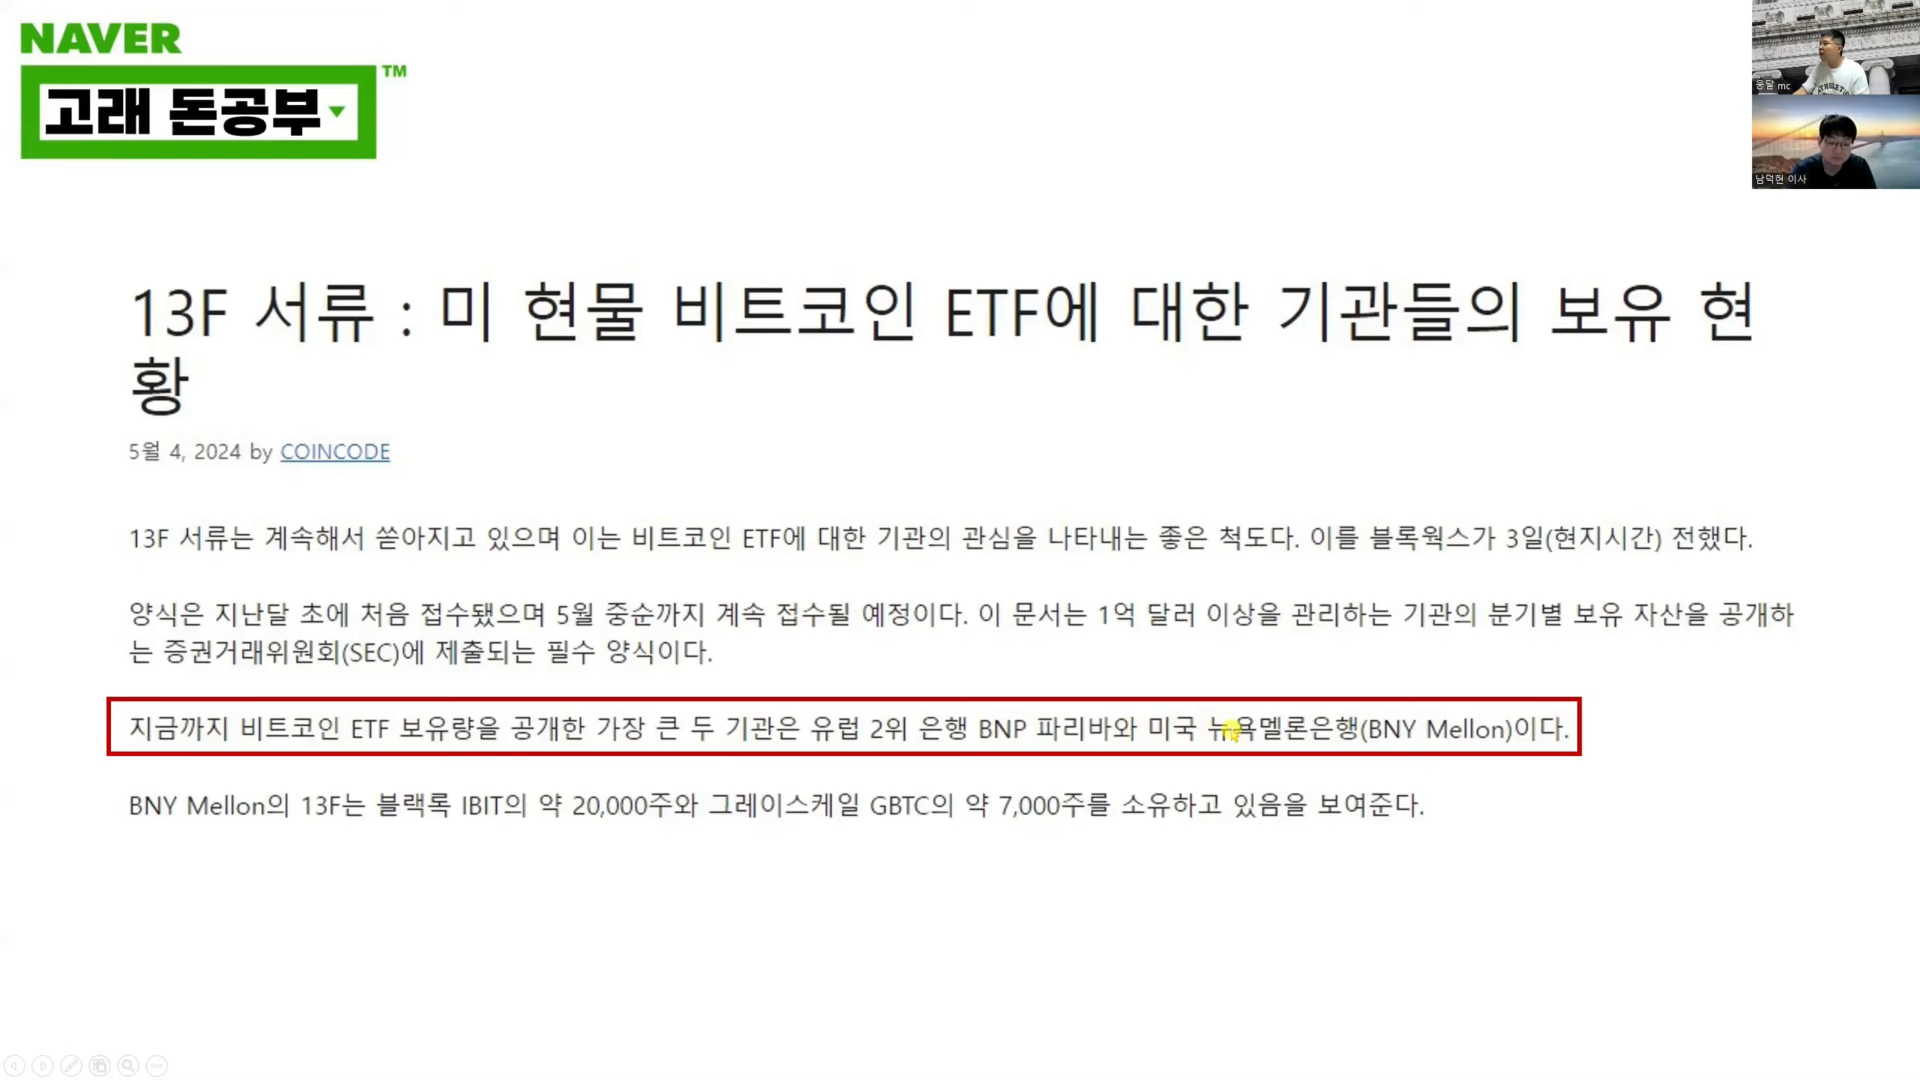 NAVER
고래 돈공부 TM
웅달 mc
남덕현 이사
13F 서류 : 미 현물 비트코인 ETF에 대한 기관들의 보유 현
황
5월 4, 2024 by COINCODE
13F 서류는 계속해서 쏟아지고 있으며 이는 비트코인 ETF에 대한 기관의 관심을 나타내는 좋은 척도다. 이를 블록웍스가 3일(현지시간) 전했다.
양식은 지난달 초에 처음 접수됐으며 5월 중순까지 계속 접수될 예정이다. 이 문서는 1억 달러 이상을 관리하는 기관의 분기별 보유 자산을 공개하
는 증권거래위원회(SEC)에 제출되는 필수 양식이다.
지금까지 비트코인 ETF 보유량을 공개한 가장 큰 두 기관은 유럽 2위 은행 BNP 파리바와 미국 뉴욕멜론은행(BNY Mellon)이다.
BNY Mellon의 13F는 블랙록 IBIT의 약 20,000주와 그레이스케일 GBTC의 약 7,000주를 소유하고 있음을 보여준다.